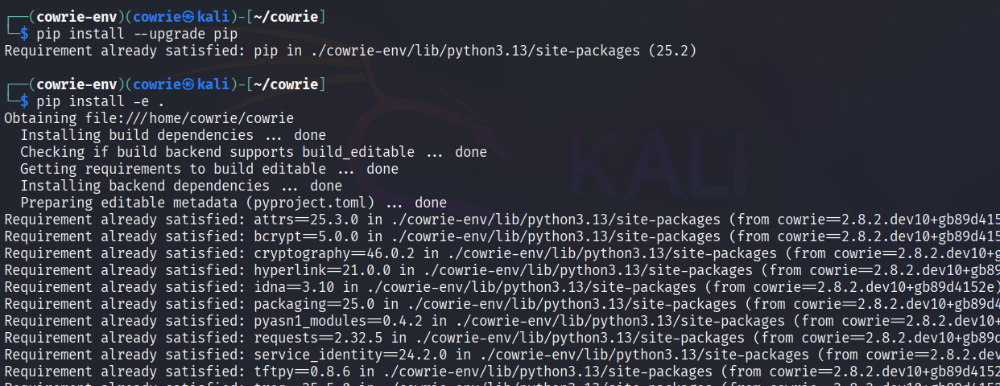 ┌──(cowrie-env)(cowrie㉿kali)-[~/cowrie]
└─$ pip install --upgrade pip
Requirement already satisfied: pip in ./cowrie-env/lib/python3.13/site-packages (25.2)
┌──(cowrie-env)(cowrie㉿kali)-[~/cowrie]
└─$ pip install -e .
Obtaining file:///home/cowrie/cowrie
  Installing build dependencies ... done
  Checking if build backend supports build_editable ... done
  Getting requirements to build editable ... done
  Installing backend dependencies ... done
  Preparing editable metadata (pyproject.toml) ... done
Requirement already satisfied: attrs==25.3.0 in ./cowrie-env/lib/python3.13/site-packages (from cowrie==2.8.2.dev10+gb89d415
Requirement already satisfied: bcrypt==5.0.0 in ./cowrie-env/lib/python3.13/site-packages (from cowrie==2.8.2.dev10+gb89d415
Requirement already satisfied: cryptography==46.0.2 in ./cowrie-env/lib/python3.13/site-packages (from cowrie==2.8.2.dev10+g
Requirement already satisfied: hyperlink==21.0.0 in ./cowrie-env/lib/python3.13/site-packages (from cowrie==2.8.2.dev10+gb89
Requirement already satisfied: idna==3.10 in ./cowrie-env/lib/python3.13/site-packages (from cowrie==2.8.2.dev10+gb89d4152e)
Requirement already satisfied: packaging==25.0 in ./cowrie-env/lib/python3.13/site-packages (from cowrie==2.8.2.dev10+gb89d4
Requirement already satisfied: pyasn1_modules==0.4.2 in ./cowrie-env/lib/python3.13/site-packages (from cowrie==2.8.2.dev10+
Requirement already satisfied: requests==2.32.5 in ./cowrie-env/lib/python3.13/site-packages (from cowrie==2.8.2.dev10+gb89d
Requirement already satisfied: service_identity==24.2.0 in ./cowrie-env/lib/python3.13/site-packages (from cowrie==2.8.2.dev
Requirement already satisfied: tftpy==0.8.6 in ./cowrie-env/lib/python3.13/site-packages (from cowrie==2.8.2.dev10+gb89d4152
KALI